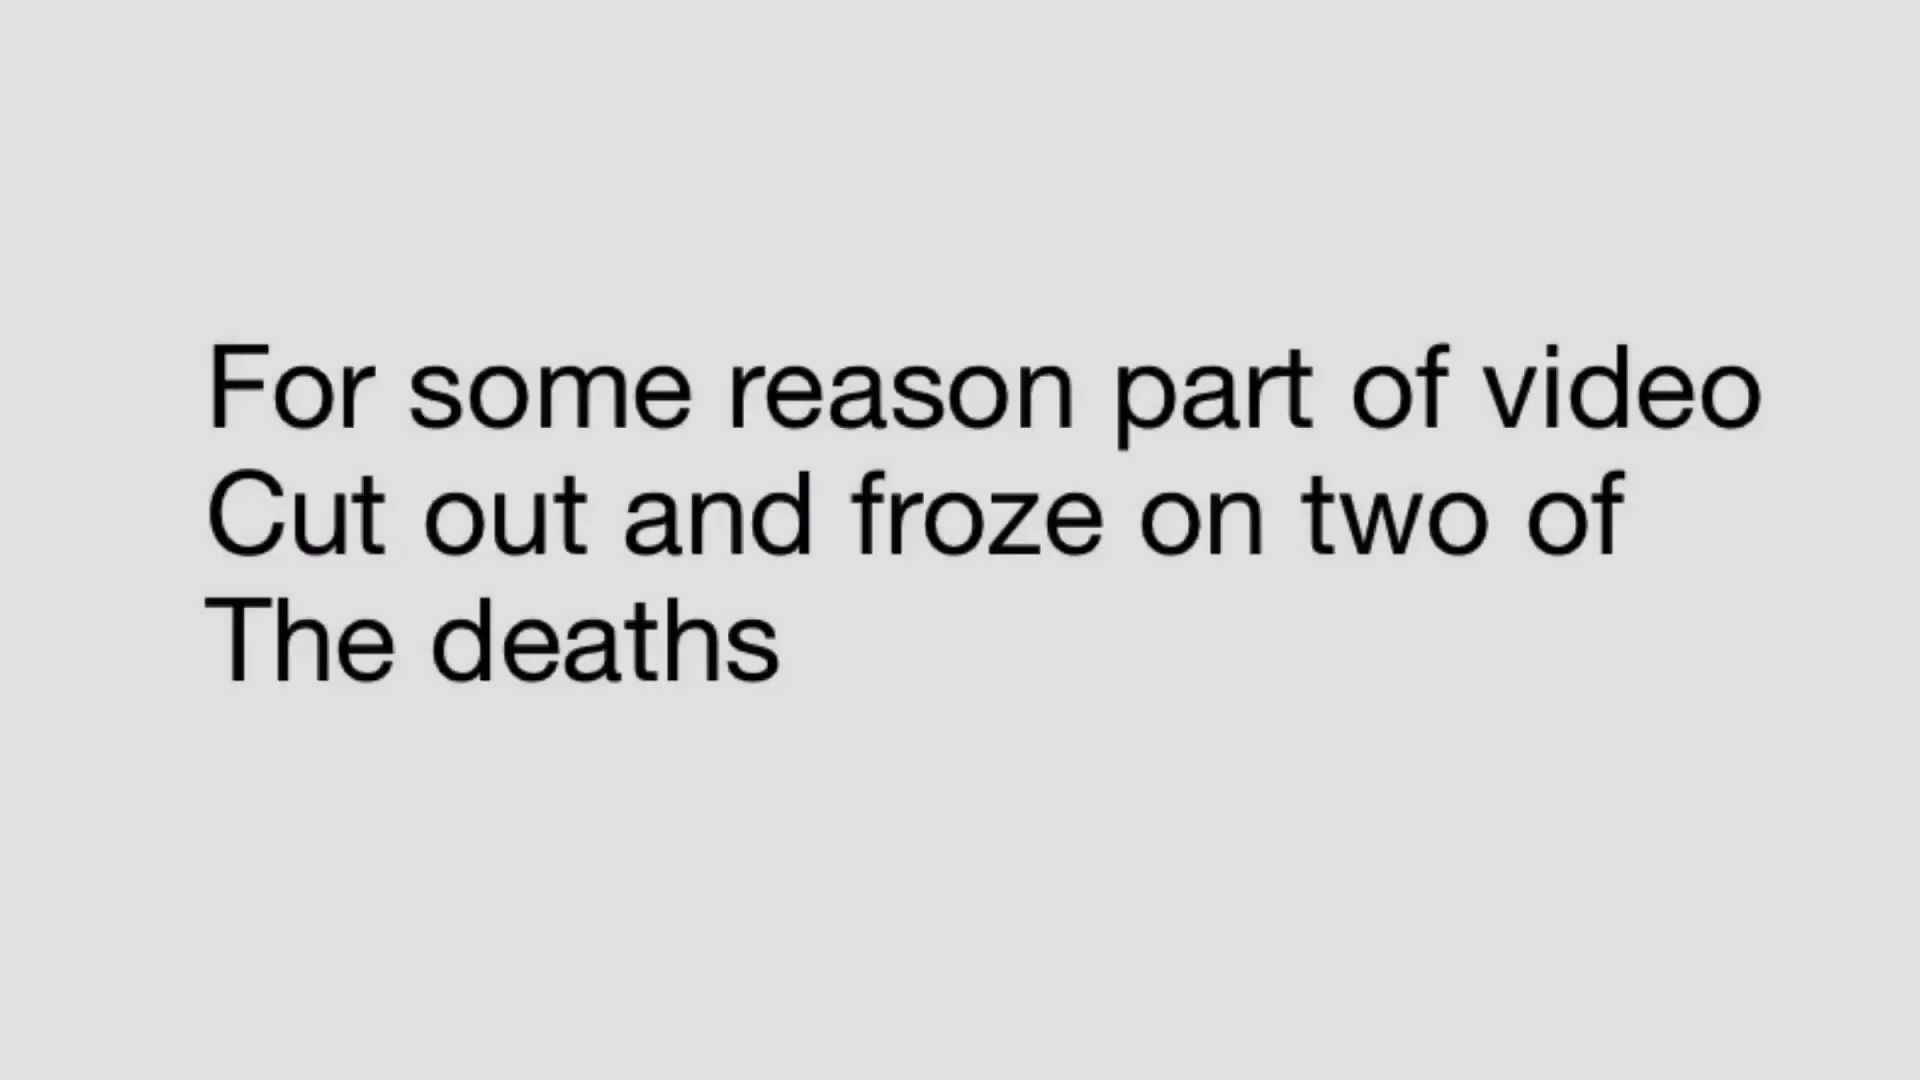 For some reason part of video
Cut out and froze on two of
The deaths